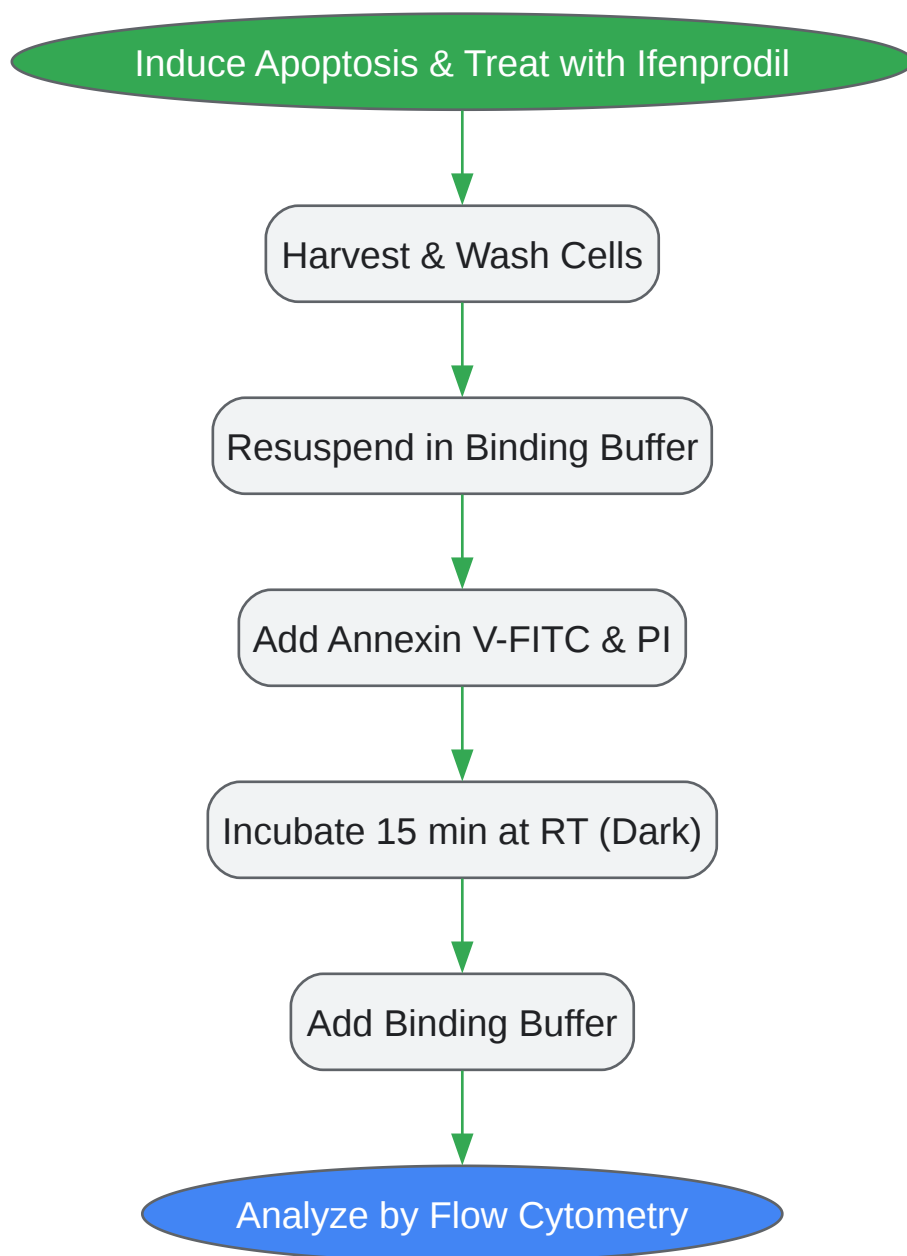 Induce Apoptosis & Treat with Ifenprodil
Harvest & Wash Cells
Resuspend in Binding Buffer
Add Annexin V-FITC & PI
Incubate 15 min at RT (Dark)
Add Binding Buffer
Analyze by Flow Cytometry